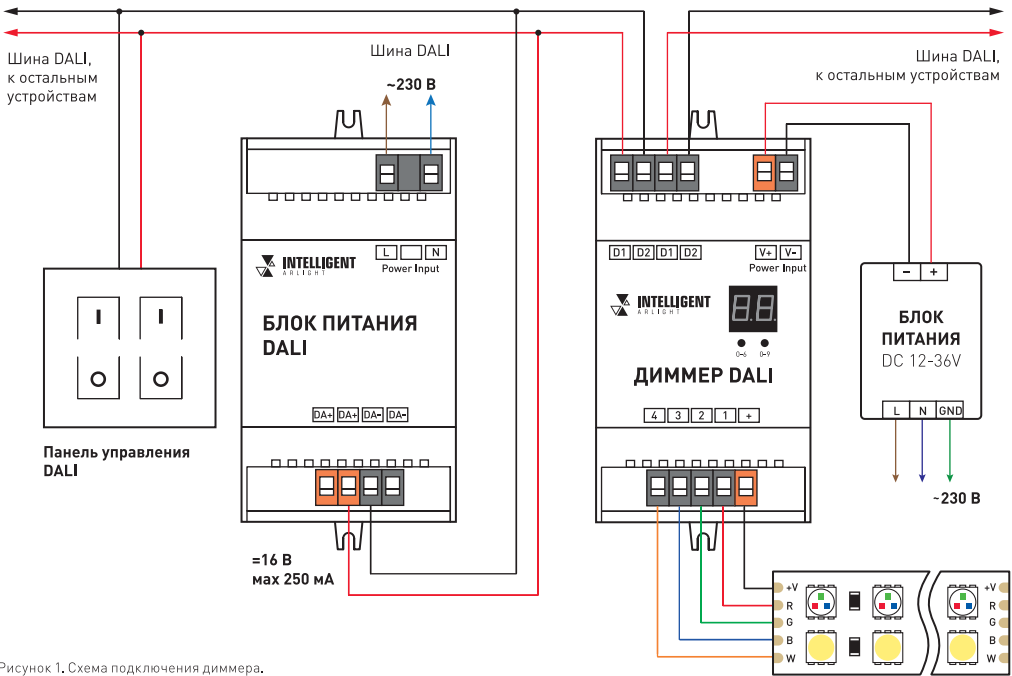 Шина DALI,
к остальным
устройствам
Шина DALI
~230 В
Шина DALI,
к остальным устройствам
L N
Power Input
INTELLIGENT
ARLIGHT
БЛОК ПИТАНИЯ
DALI
DA+ DA+ DA- DA-
=16 В
мах 250 мА
Панель управления
DALI
I I
O O
D1 D2 D1 D2
V+ V-
Power Input
INTELLIGENT
ARLIGHT
8.8.
0-6 0-9
ДИММЕР DALI
4 3 2 1 +
- +
БЛОК
ПИТАНИЯ
DC 12-36V
L N GND
~230 В
+V +V
R R
G G
B B
W W
Рисунок 1. Схема подключения диммера.